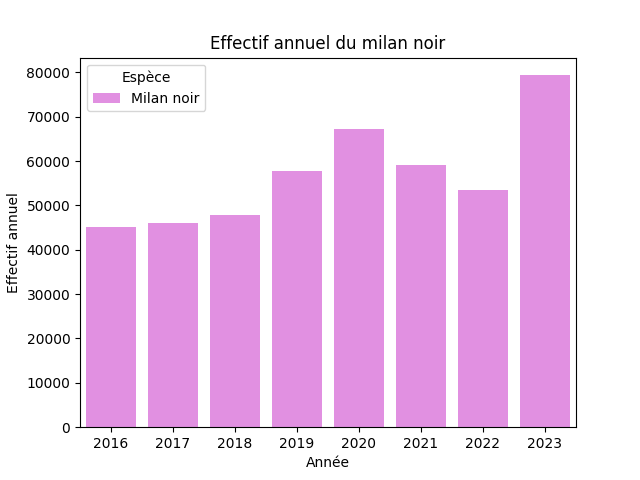 Effectif annuel du milan noir
Espèce
Milan noir
Effectif annuel
80000
70000
60000
50000
40000
30000
20000
10000
0
2016 2017 2018 2019 2020 2021 2022 2023
Année